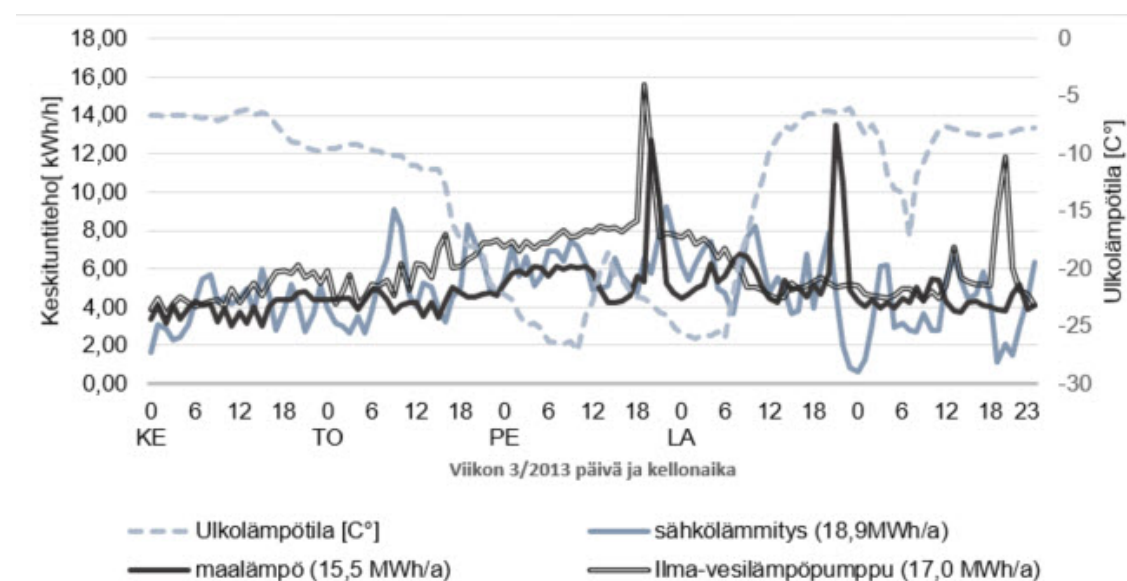 Keskituntiteho[ kWh/h]
18,00
16,00
14,00
12,00
10,00
8,00
6,00
4,00
2,00
0,00
0
-5
-10
-15
-20
-25
-30
Ulkolämpötila [C°]
0 6 12 18 0 6 12 18 0 6 12 18 0 6 12 18 0 6 12 18 23
KE TO PE LA
Viikon 3/2013 päivä ja kellonaika
Ulkolämpötila [C°] sähkölämmitys (18,9MWh/a)
maalämpö (15,5 MWh/a) Ilma-vesilämpöpumppu (17,0 MWh/a)